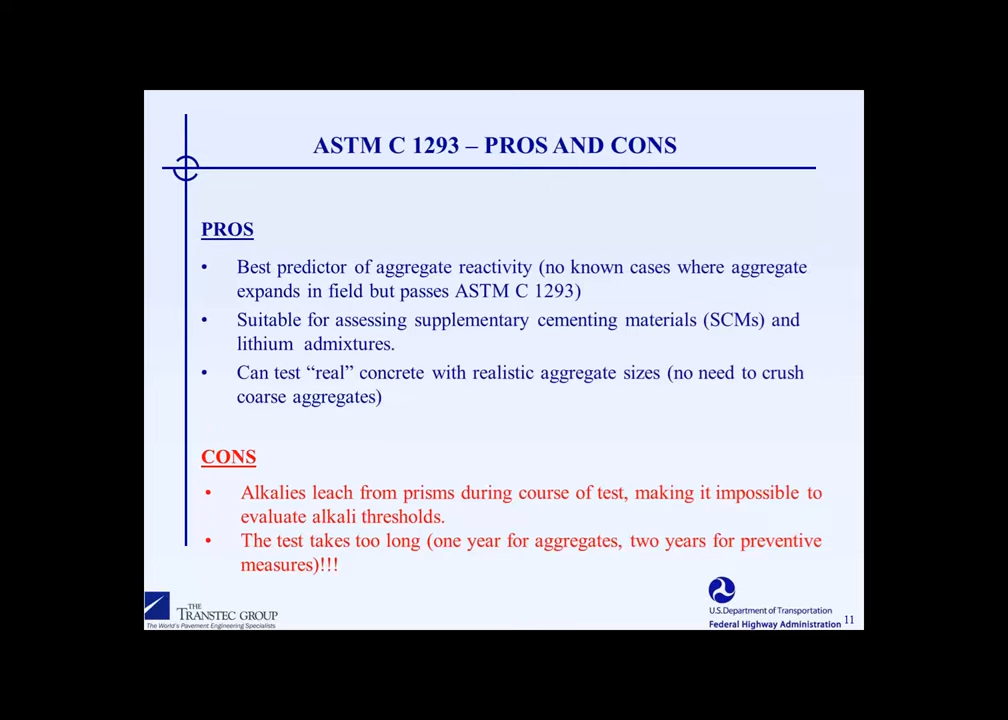 ASTM C 1293 – PROS AND CONS
PROS
• Best predictor of aggregate reactivity (no known cases where aggregate
expands in field but passes ASTM C 1293)
• Suitable for assessing supplementary cementing materials (SCMs) and
lithium admixtures.
• Can test “real” concrete with realistic aggregate sizes (no need to crush
coarse aggregates)
CONS
• Alkalies leach from prisms during course of test, making it impossible to
evaluate alkali thresholds.
• The test takes too long (one year for aggregates, two years for preventive
measures)!!!
THE
TRANSTEC GROUP
The World's Pavement Engineering Specialists
U.S.Department of Transportation
Federal Highway Administration
11